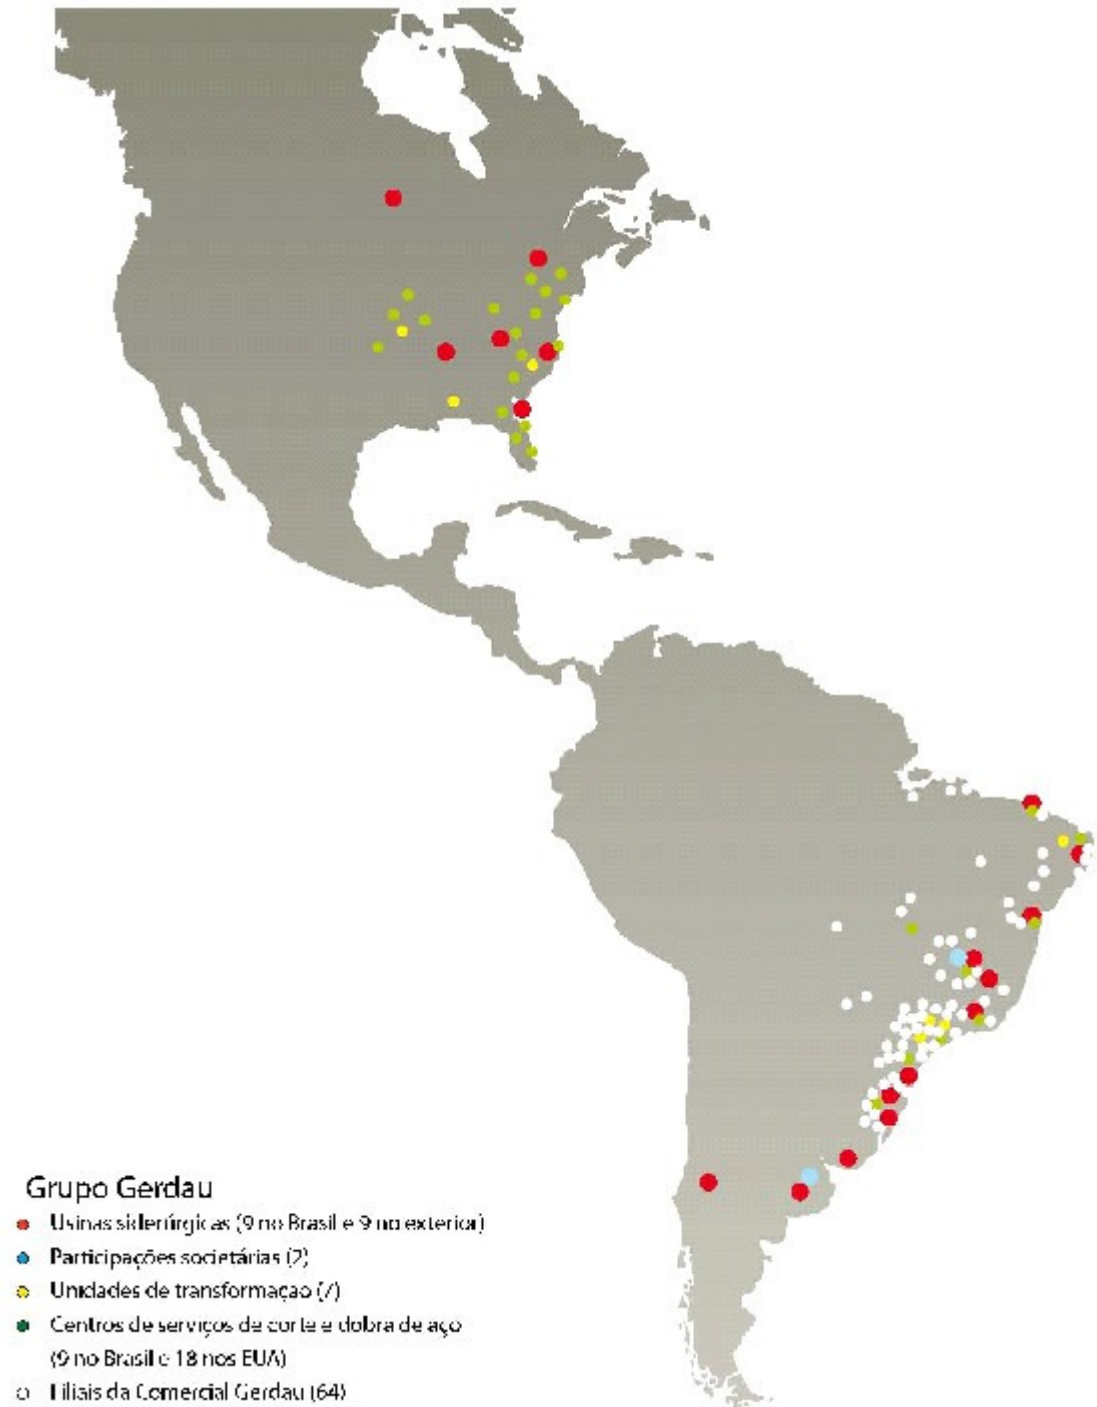 Grupo Gerdau
Usinas siderúrgicas (9 no Brasil e 9 no exterior)
Participações societárias (2)
Unidades de transformação (7)
Centros de serviços de corte e dobra de aço
(9 no Brasil e 18 nos EUA)
Filiais da Comercial Gerdau (64)